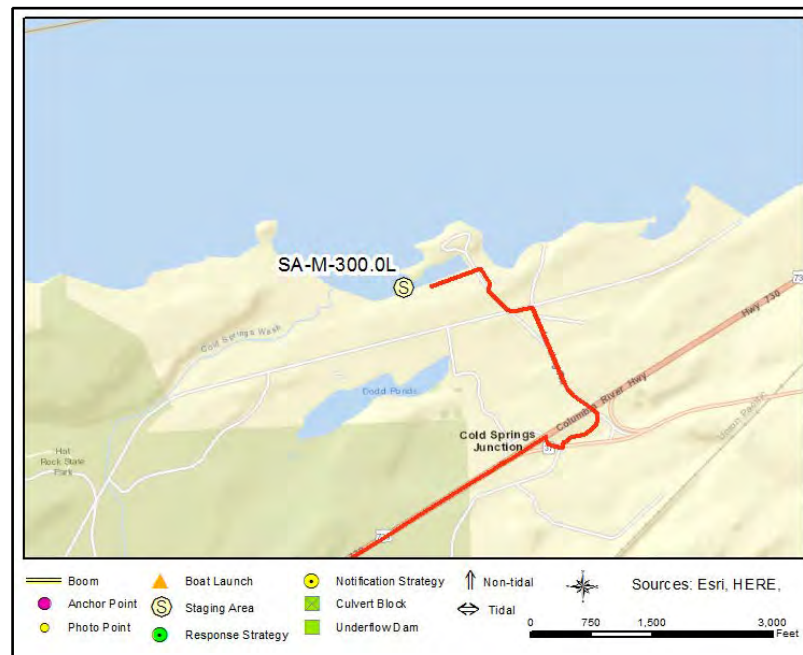 SA-M-300.0L
S
Cold Springs Wash
Dodd Ponds
Hwy 730
Columbia River Hwy
Cold Springs
Junction
37
Union Pacific
Hat
Rock State
Park
Boom
Anchor Point
Photo Point
Boat Launch
S Staging Area
Response Strategy
Notification Strategy
Culvert Block
Underflow Dam
Non-tidal
Tidal
Sources: Esri, HERE,
0 750 1,500 3,000
Feet